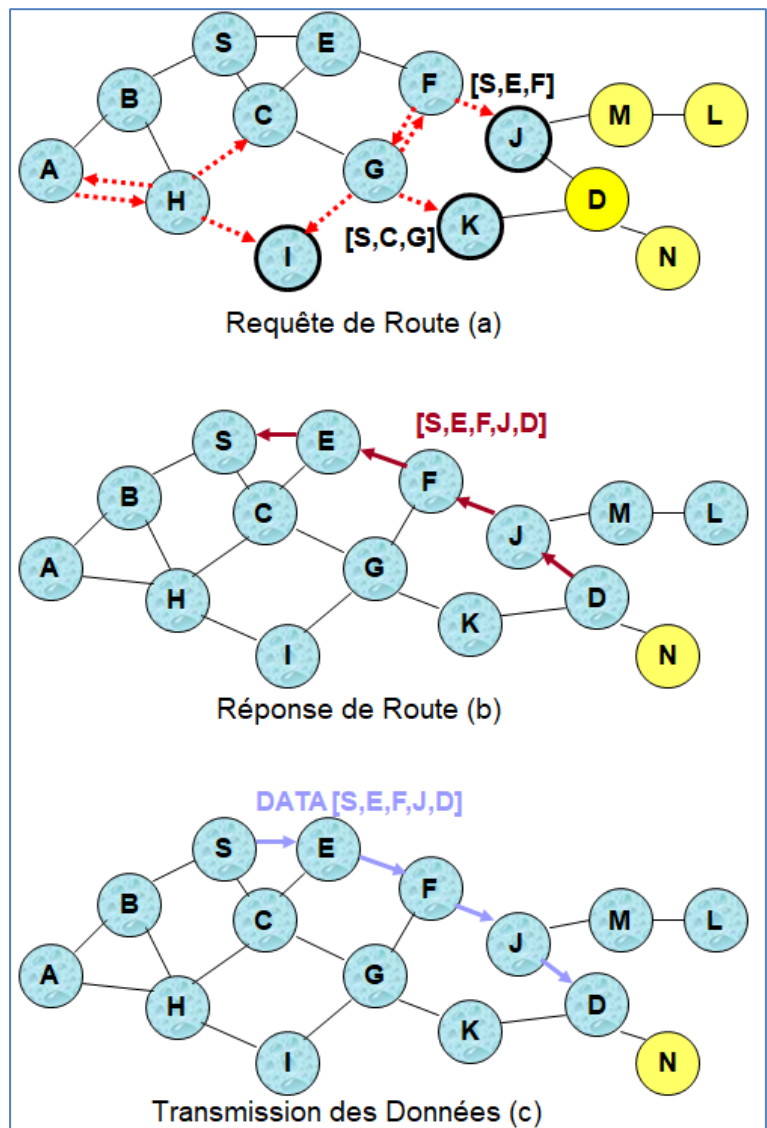 S E
F [S,E,F]
B C J M L
A H G D
[S,C,G] K
I N
Requête de Route (a)
[S,E,F,J,D]
S E
F
B C J M L
A H G D
K
I N
Réponse de Route (b)
DATA [S,E,F,J,D]
S E
F
B C J M L
A H G D
K
I N
Transmission des Données (c)